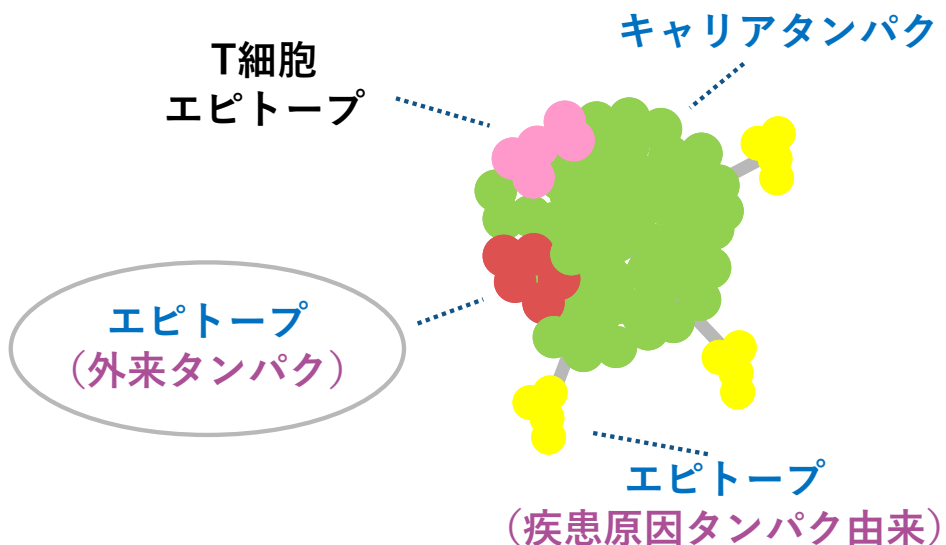 キャリアタンパク
T細胞
エピトープ
エピトープ
（外来タンパク）
エピトープ
（疾患原因タンパク由来）